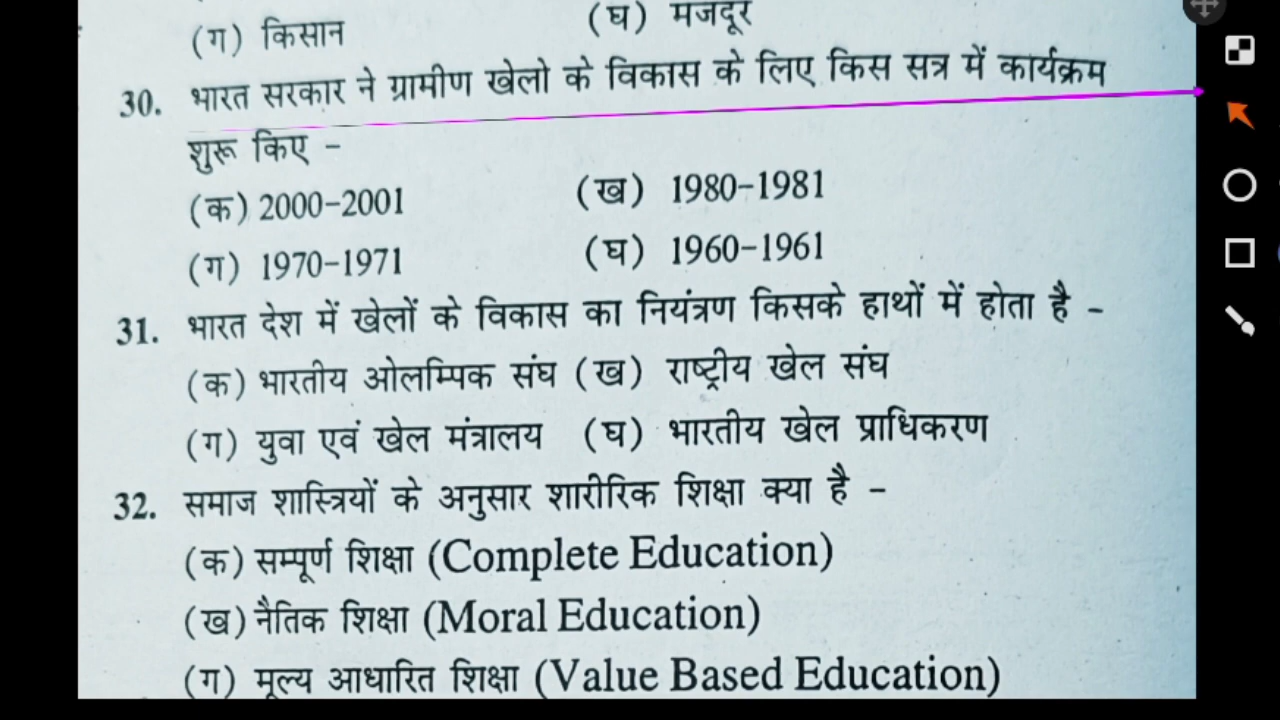 (ग) किसान (घ) मजदूर
30. भारत सरकार ने ग्रामीण खेलो के विकास के लिए किस सत्र में कार्यक्रम
शुरू किए -
(क) 2000-2001 (ख) 1980-1981
(ग) 1970-1971 (घ) 1960-1961
31. भारत देश में खेलों के विकास का नियंत्रण किसके हाथों में होता है -
(क) भारतीय ओलम्पिक संघ (ख) राष्ट्रीय खेल संघ
(ग) युवा एवं खेल मंत्रालय (घ) भारतीय खेल प्राधिकरण
32. समाज शास्त्रियों के अनुसार शारीरिक शिक्षा क्या है -
(क) सम्पूर्ण शिक्षा (Complete Education)
(ख) नैतिक शिक्षा (Moral Education)
(ग) मूल्य आधारित शिक्षा (Value Based Education)